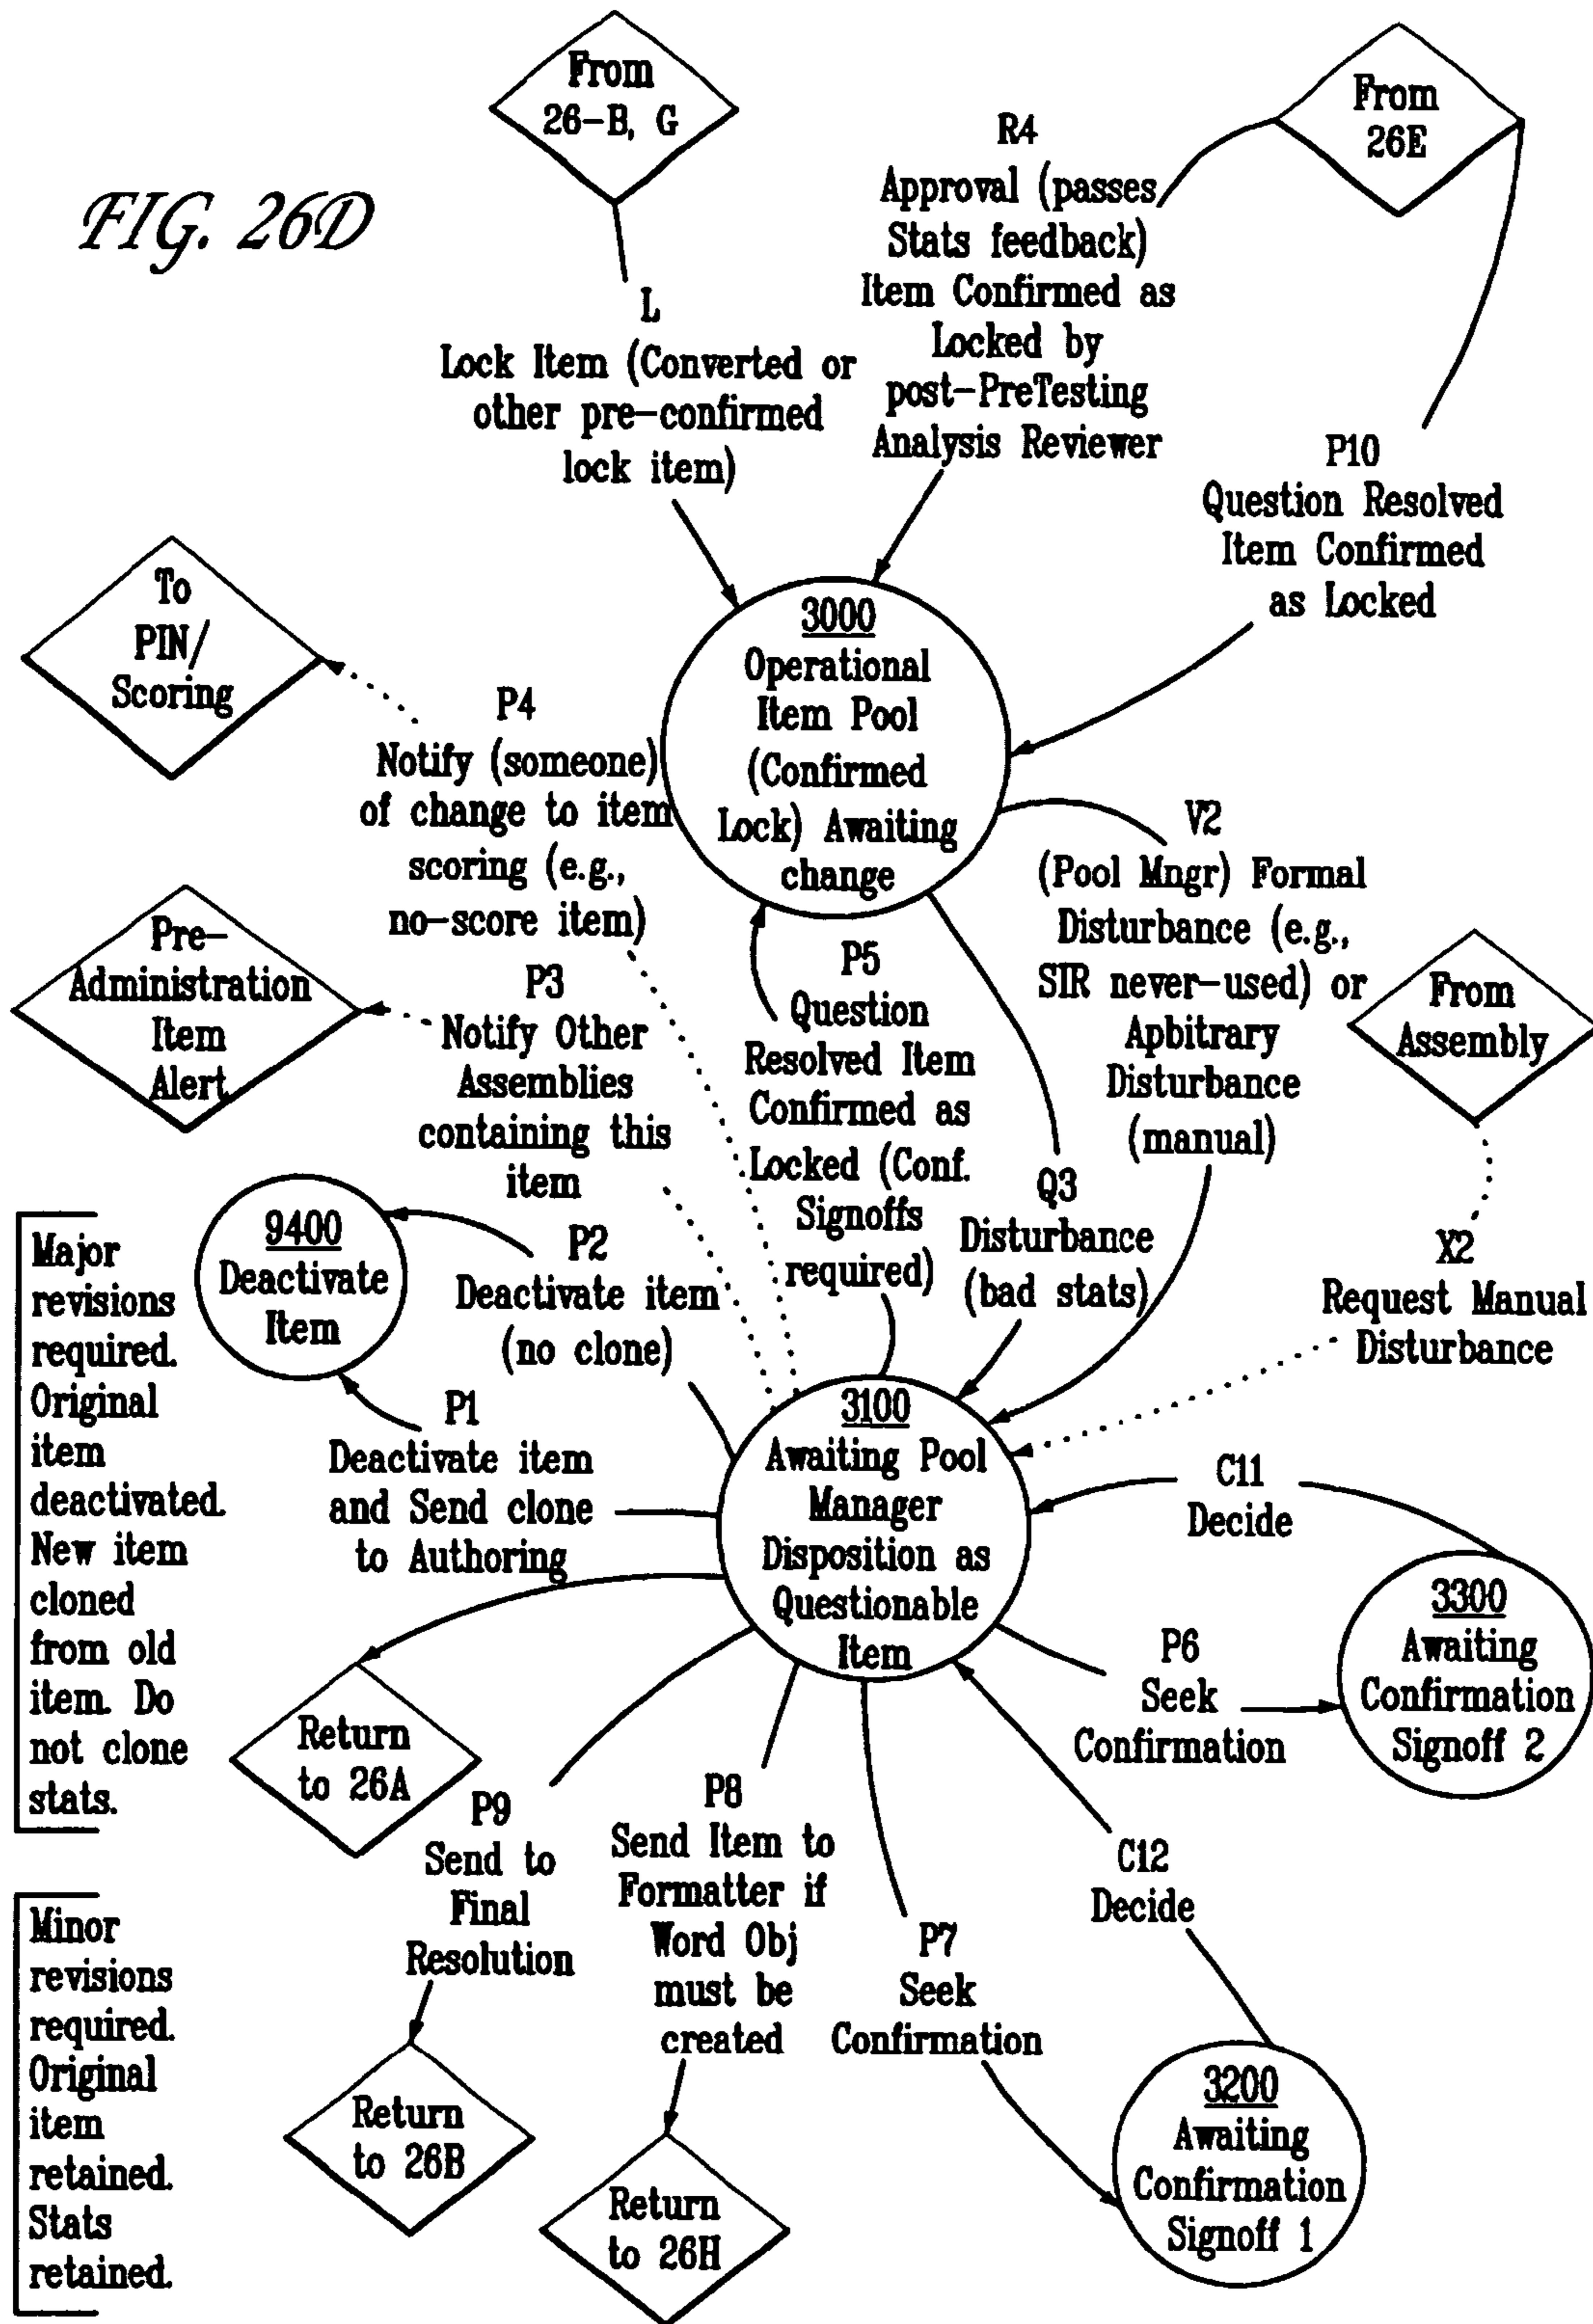 FIG. 26D
From
26-B, G
From
26E
L
Lock Item (Converted or
other pre-confirmed
lock item)
R4
Approval (passes
Stats feedback)
Item Confirmed as
Locked by
post-PreTesting
Analysis Reviewer
P10
Question Resolved
Item Confirmed
as Locked
To
PIN/
Scoring
3000
Operational
Item Pool
(Confirmed
Lock) Awaiting
change
P4
Notify (someone)
of change to item
scoring (e.g.,
no-score item)
V2
(Pool Mngr) Formal
Disturbance (e.g.,
SIR never-used) or
Apbitrary
Disturbance
(manual)
Pre-
Administration
Item
Alert
P3
Notify Other
Assemblies
containing this
item
P5
Question
Resolved Item
Confirmed as
Locked (Conf.
Signoffs
required)
From
Assembly
Q3
Disturbance
(bad stats)
X2
Request Manual
Disturbance
9400
Deactivate
Item
P2
Deactivate item
(no clone)
P1
Deactivate item
and Send clone
to Authoring
3100
Awaiting Pool
Manager
Disposition as
Questionable
Item
C11
Decide
3300
Awaiting
Confirmation
Signoff 2
P6
Seek
Confirmation
Major
revisions
required.
Original
item
deactivated.
New item
cloned
from old
item. Do
not clone
stats.
Return
to 26A
P9
Send to
Final
Resolution
P8
Send Item to
Formatter if
Word Obj
must be
created
P7
Seek
Confirmation
C12
Decide
Minor
revisions
required.
Original
item
retained.
Stats
retained.
Return
to 26B
Return
to 26H
3200
Awaiting
Confirmation
Signoff 1